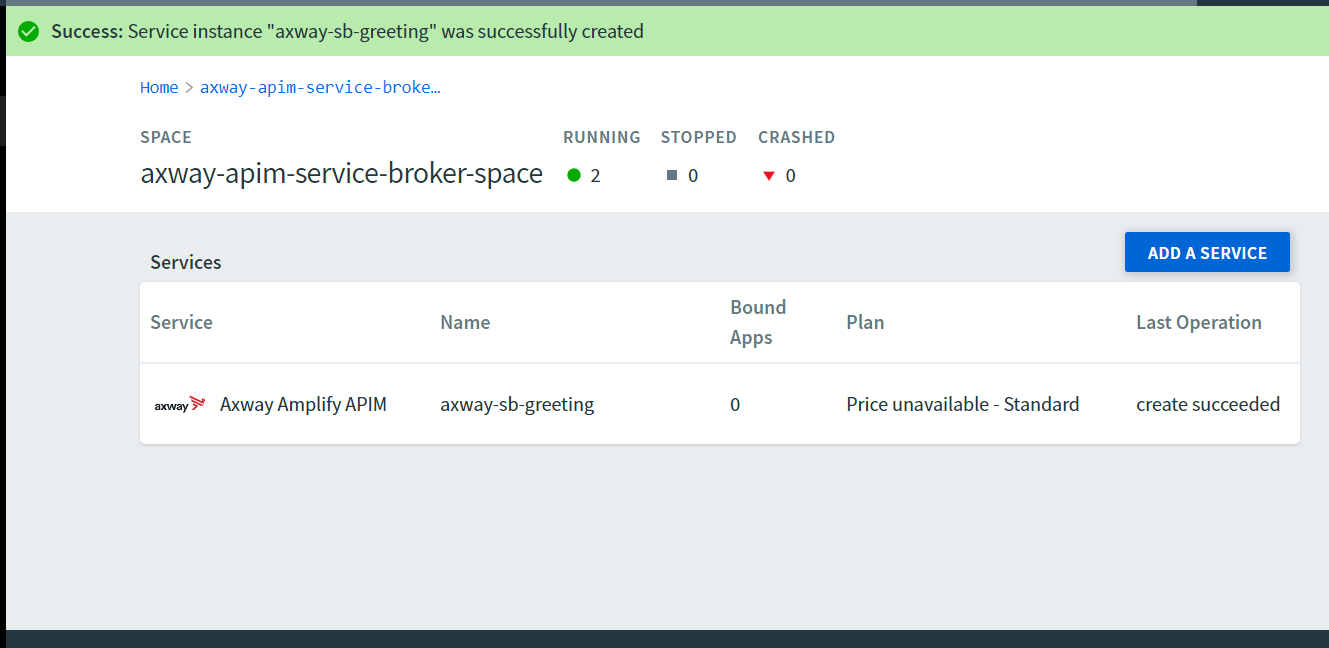 Success: Service instance "axway-sb-greeting" was successfully created
Home > axway-apim-service-broke…
SPACE RUNNING STOPPED CRASHED
axway-apim-service-broker-space 2 0 0
Services ADD A SERVICE
Service Name Bound Apps Plan Last Operation
axway Axway Amplify APIM axway-sb-greeting 0 Price unavailable - Standard create succeeded